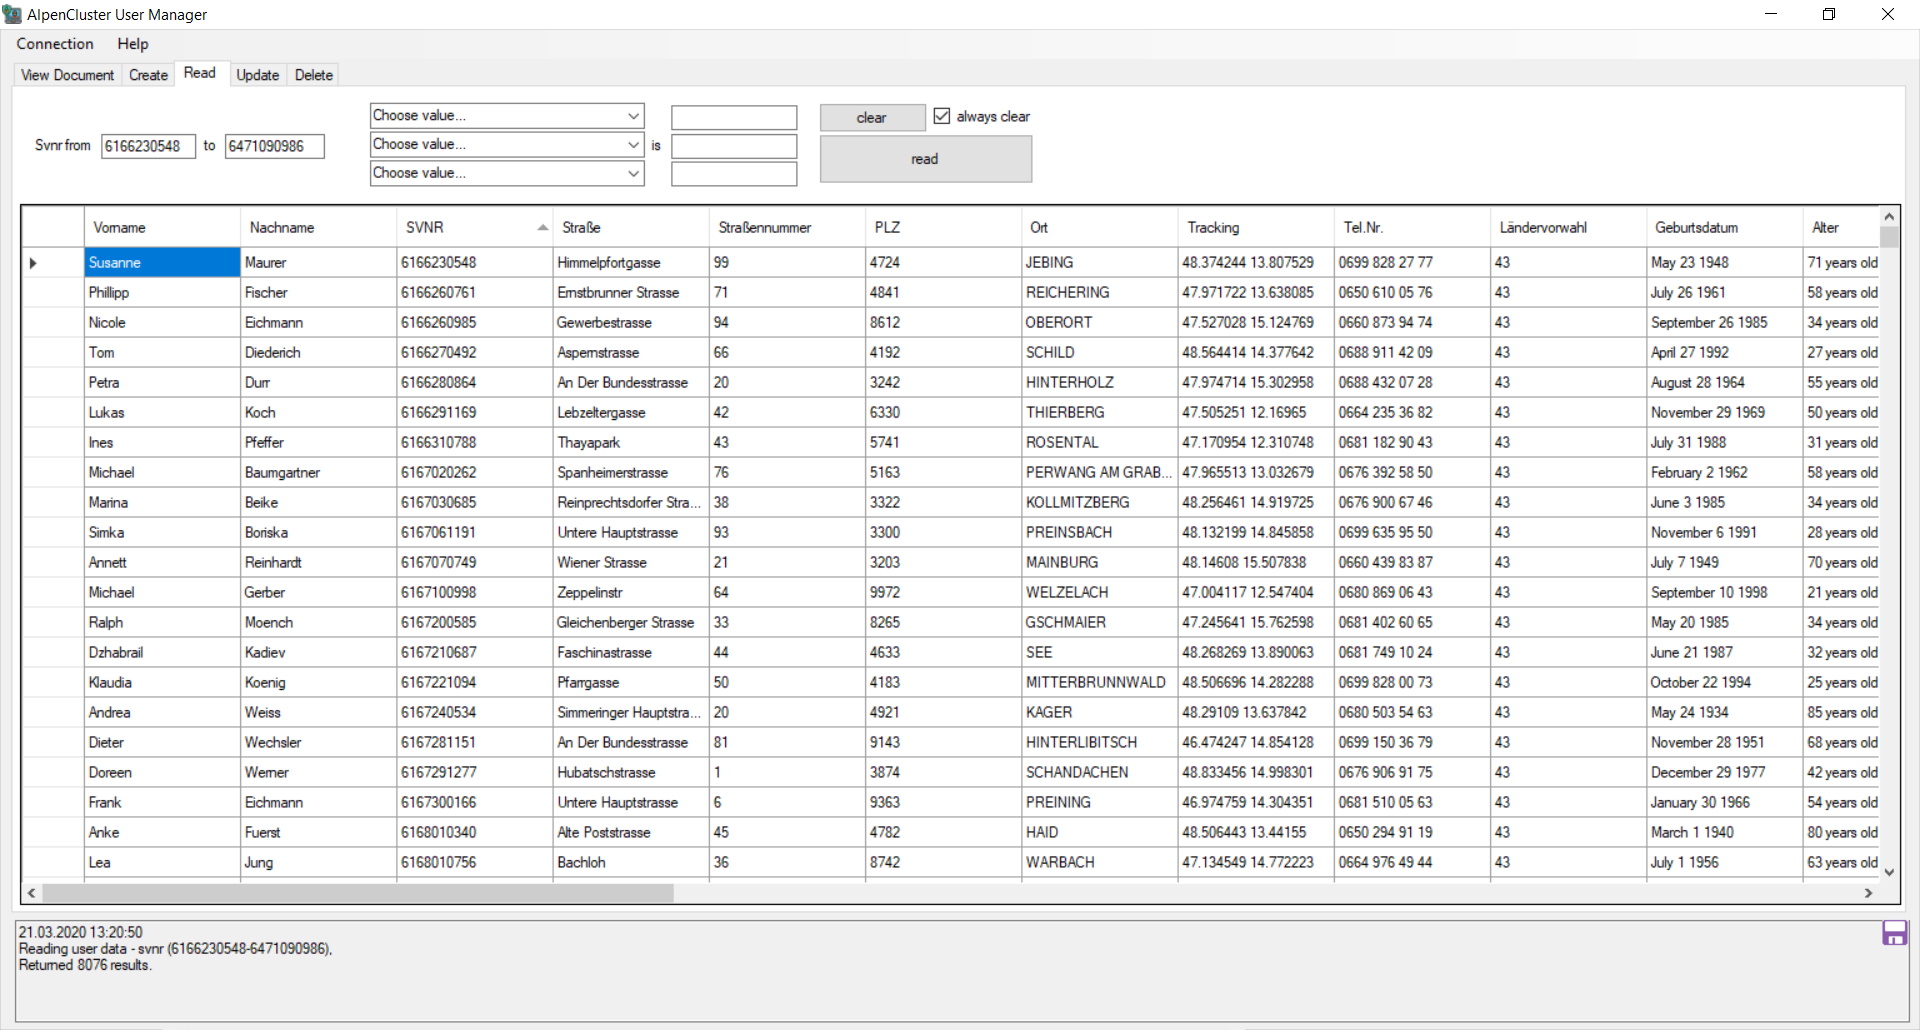 AlpenCluster User Manager
Connection Help
View Document Create Read Update Delete
Choose value...
clear always clear
Svnr from 6166230548 to 6471090986 Choose value... is
read
Choose value...
Vorname Nachname SVNR Straße Straßennummer PLZ Ort Tracking Tel.Nr. Ländervorwahl Geburtsdatum Alter
Susanne Maurer 6166230548 Himmelpfortgasse 99 4724 JEBING 48.374244 13.807529 0699 828 27 77 43 May 23 1948 71 years old
Phillipp Fischer 6166260761 Ernstbrunner Strasse 71 4841 REICHERING 47.971722 13.638085 0650 610 05 76 43 July 26 1961 58 years old
Nicole Eichmann 6166260985 Gewerbestrasse 94 8612 OBERORT 47.527028 15.124769 0660 873 94 74 43 September 26 1985 34 years old
Tom Diederich 6166270492 Aspernstrasse 66 4192 SCHILD 48.564414 14.377642 0688 911 42 09 43 April 27 1992 27 years old
Petra Durr 6166280864 An Der Bundesstrasse 20 3242 HINTERHOLZ 47.974714 15.302958 0688 432 07 28 43 August 28 1964 55 years old
Lukas Koch 6166291169 Lebzeltergasse 42 6330 THIERBERG 47.505251 12.16965 0664 235 36 82 43 November 29 1969 50 years old
Ines Pfeffer 6166310788 Thayapark 43 5741 ROSENTAL 47.170954 12.310748 0681 182 90 43 43 July 31 1988 31 years old
Michael Baumgartner 6167020262 Spanheimerstrasse 76 5163 PERWANG AM GRAB... 47.965513 13.032679 0676 392 58 50 43 February 2 1962 58 years old
Marina Beike 6167030685 Reinprechtsdorfer Stra... 38 3322 KOLLMITZBERG 48.256461 14.919725 0676 900 67 46 43 June 3 1985 34 years old
Simka Boriska 6167061191 Untere Hauptstrasse 93 3300 PREINSBACH 48.132199 14.845858 0699 635 95 50 43 November 6 1991 28 years old
Annett Reinhardt 6167070749 Wiener Strasse 21 3203 MAINBURG 48.14608 15.507838 0660 439 83 87 43 July 7 1949 70 years old
Michael Gerber 6167100998 Zeppelinstr 64 9972 WELZELACH 47.004117 12.547404 0680 869 06 43 43 September 10 1998 21 years old
Ralph Moench 6167200585 Gleichenberger Strasse 33 8265 GSCHMAIER 47.245641 15.762598 0681 402 60 65 43 May 20 1985 34 years old
Dzhabrail Kadiev 6167210687 Faschinastrasse 44 4633 SEE 48.268269 13.890063 0681 749 10 24 43 June 21 1987 32 years old
Klaudia Koenig 6167221094 Pfarrgasse 50 4183 MITTERBRUNNWALD 48.506696 14.282288 0699 828 00 73 43 October 22 1994 25 years old
Andrea Weiss 6167240534 Simmeringer Hauptstra... 20 4921 KAGER 48.29109 13.637842 0680 503 54 63 43 May 24 1934 85 years old
Dieter Wechsler 6167281151 An Der Bundesstrasse 81 9143 HINTERLIBITSCH 46.474247 14.854128 0699 150 36 79 43 November 28 1951 68 years old
Doreen Werner 6167291277 Hubatschstrasse 1 3874 SCHANDACHEN 48.833456 14.998301 0676 906 91 75 43 December 29 1977 42 years old
Frank Eichmann 6167300166 Untere Hauptstrasse 6 9363 PREINING 46.974759 14.304351 0681 510 05 63 43 January 30 1966 54 years old
Anke Fuerst 6168010340 Alte Poststrasse 45 4782 HAID 48.506443 13.44155 0650 294 91 19 43 March 1 1940 80 years old
Lea Jung 6168010756 Bachloh 36 8742 WARBACH 47.134549 14.772223 0664 976 49 44 43 July 1 1956 63 years old
21.03.2020 13:20:50
Reading user data - svnr (6166230548-6471090986),
Returned 8076 results.